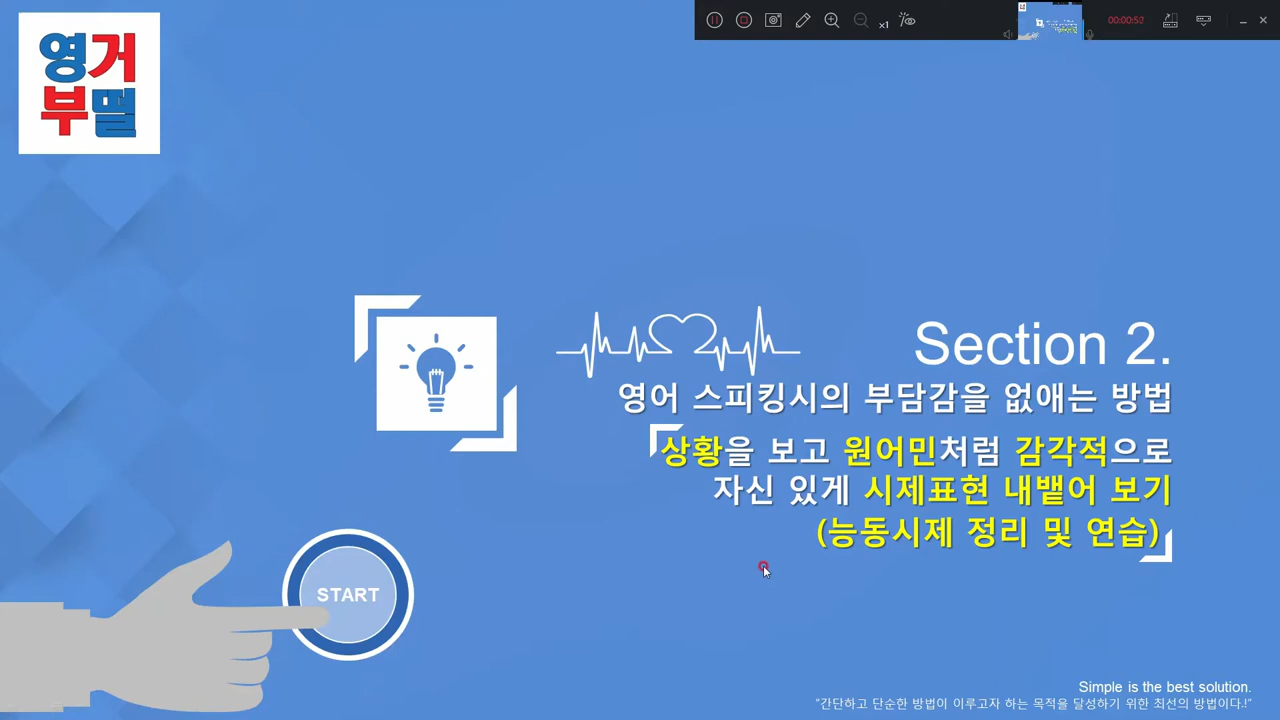 영거
부떨
x1
00:00:52
Section 2.
영어 스피킹시의 부담감을 없애는 방법
상황을 보고 원어민처럼 감각적으로
자신 있게 시제표현 내뱉어 보기
(능동시제 정리 및 연습)
START
Simple is the best solution.
"간단하고 단순한 방법이 이루고자 하는 목적을 달성하기 위한 최선의 방법이다.!"